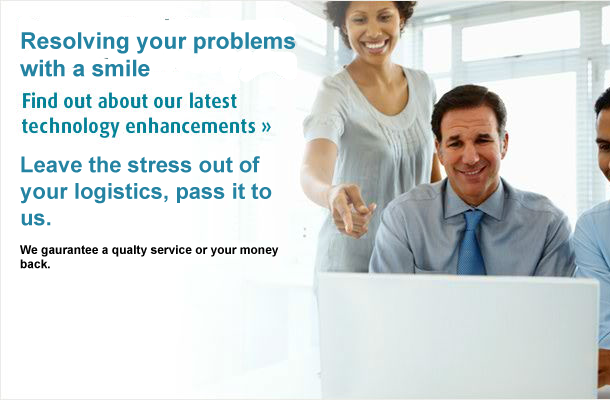 Resolving your problems
with a smile
Find out about our latest
technology enhancements »
Leave the stress out of
your logistics, pass it to
us.
We gaurantee a qualty service or your money
back.